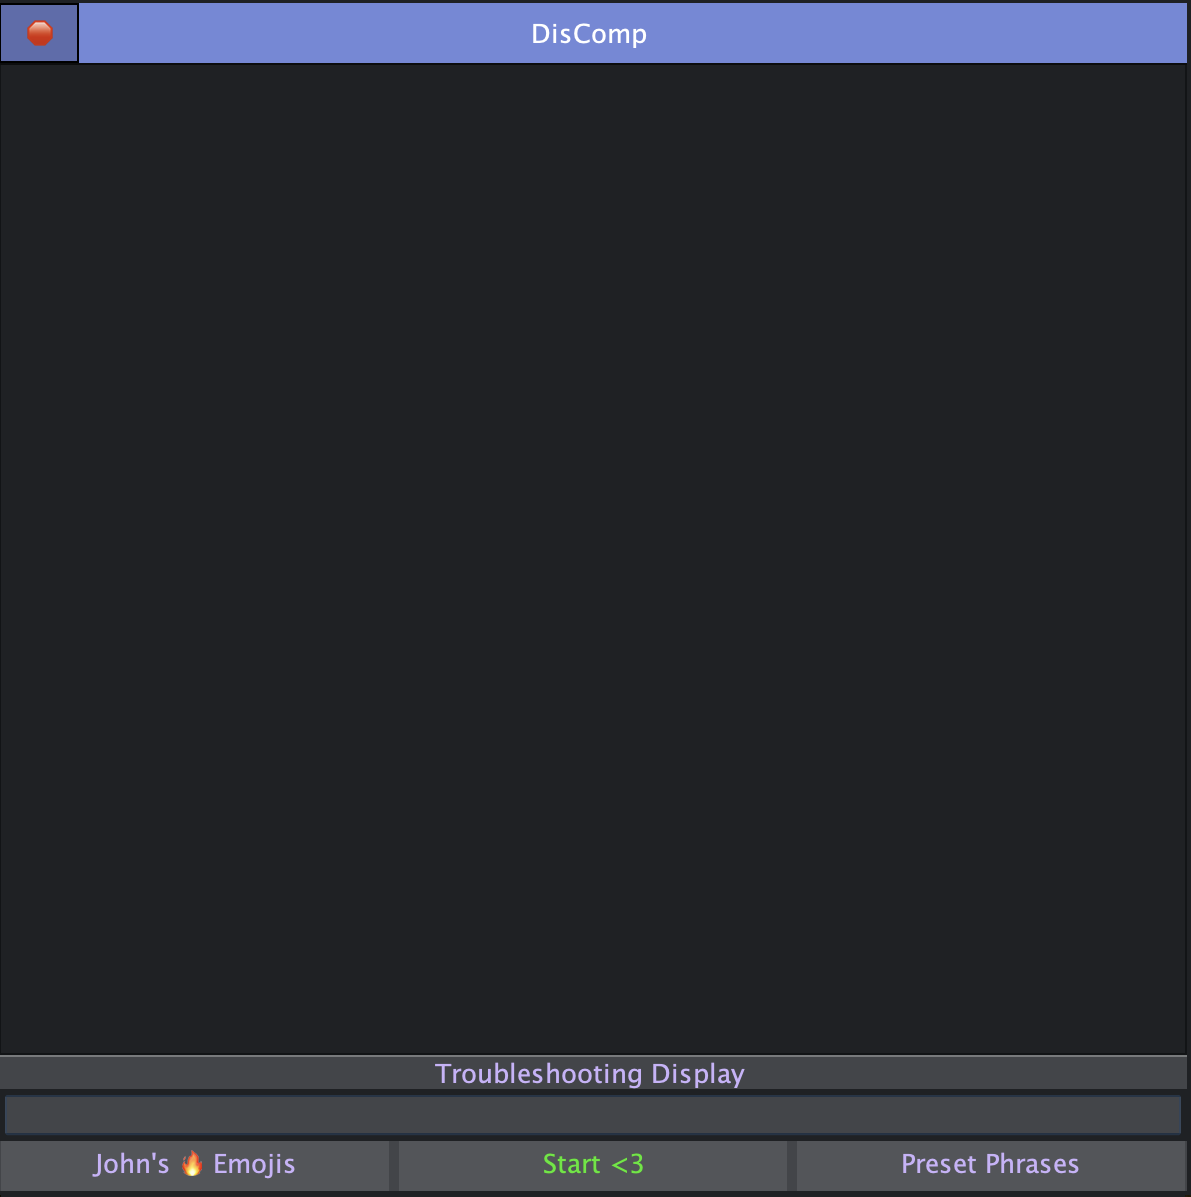 DisComp
Troubleshooting Display
John's 🔥 Emojis
Start <3
Preset Phrases